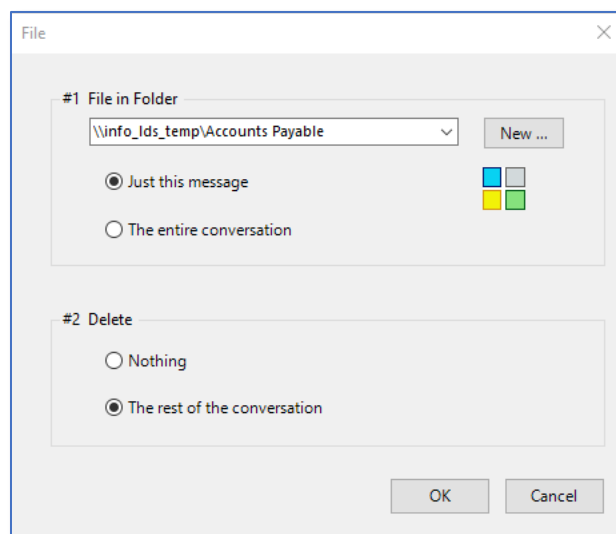 File
#1 File in Folder
\\info_lds_temp\Accounts Payable
New ...
Just this message
The entire conversation
#2 Delete
Nothing
The rest of the conversation
OK
Cancel